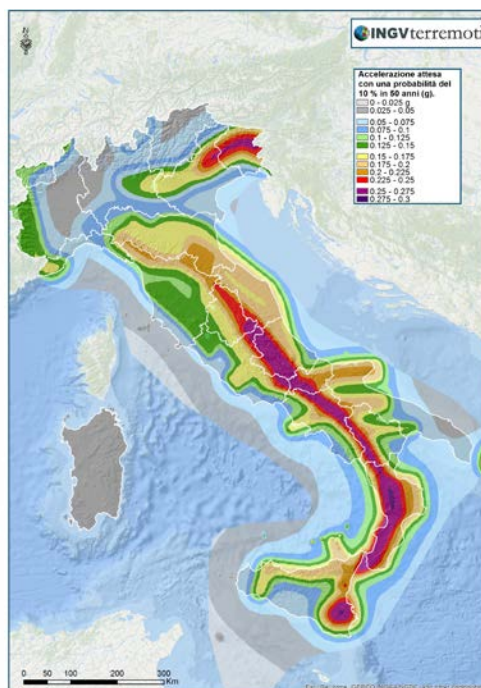 INGVterremoti
Accelerazione attesa
con una probabilità del
10 % in 50 anni (g).
0 - 0.025 g
0.025 - 0.05
0.05 - 0.075
0.075 - 0.1
0.1 - 0.125
0.125 - 0.15
0.15 - 0.175
0.175 - 0.2
0.2 - 0.225
0.225 - 0.25
0.25 - 0.275
0.275 - 0.3
0 50 100 200 300
Km